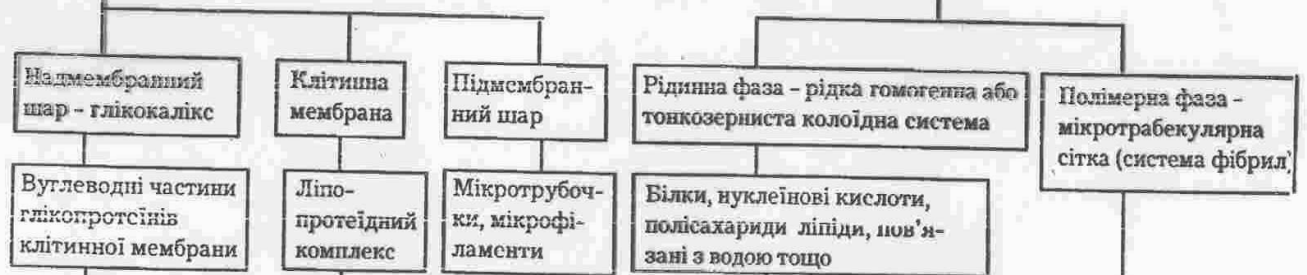 Надмембранний
шар – глікокалікс
Клітинна
мембрана
Підмембран-
ний шар
Рідинна фаза – рідка гомогенна або
тонкозерниста колоїдна система
Полімерна фаза –
мікротрабекулярна
сітка (система фібрил)
Вуглеводні частини
глікопротеїнів
клітинної мембрани
Ліпо-
протеїдний
комплекс
Мікротрубоч-
ки, мікрофі-
ламенти
Білки, нуклеїнові кислоти,
полісахариди ліпіди, пов’я-
зані з водою тощо